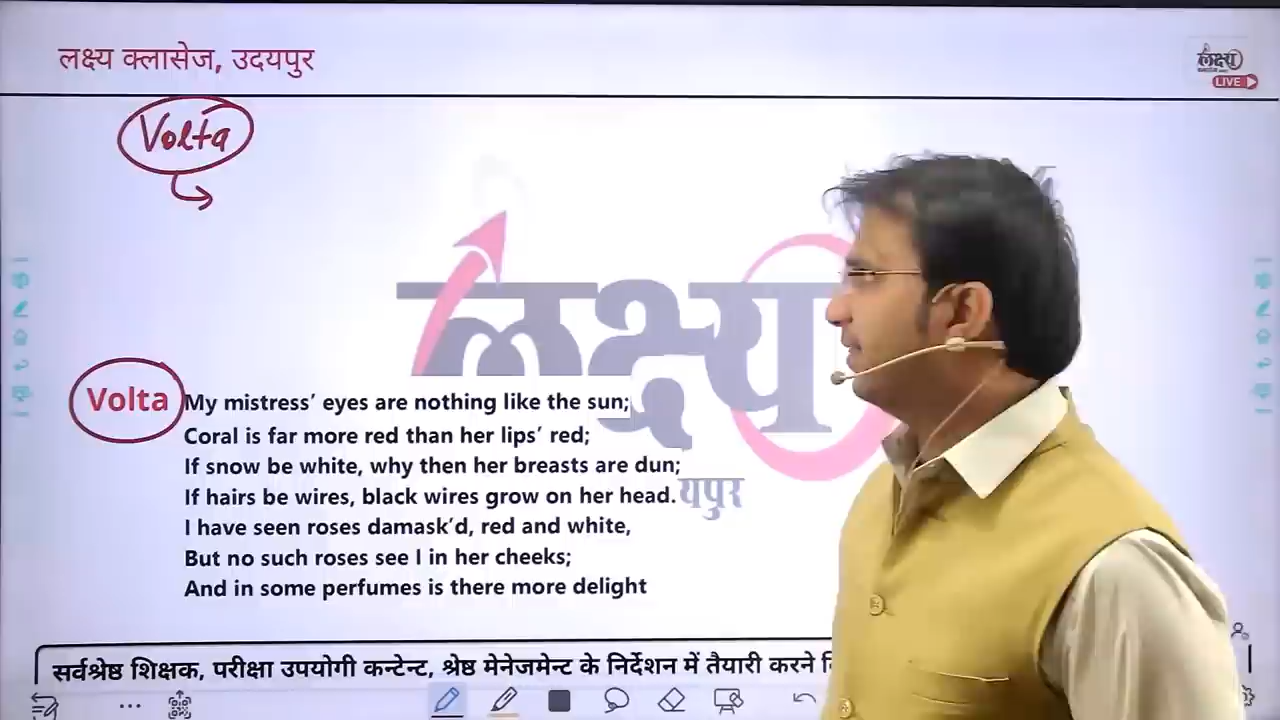 लक्ष्य क्लासेज, उदयपुर
लक्ष्य
LIVE
Volta
लक्ष्य
यपुर
Volta
My mistress’ eyes are nothing like the sun;
Coral is far more red than her lips’ red;
If snow be white, why then her breasts are dun;
If hairs be wires, black wires grow on her head.
I have seen roses damask’d, red and white,
But no such roses see I in her cheeks;
And in some perfumes is there more delight
सर्वश्रेष्ठ शिक्षक, परीक्षा उपयोगी कन्टेन्ट, श्रेष्ठ मेनेजमेन्ट के निर्देशन में तैयारी करने